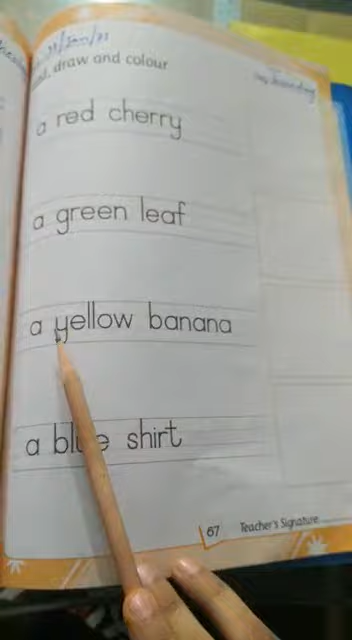 draw and colour
a red cherry
a green leaf
a yellow banana
a blue shirt
67 Teacher's Signature